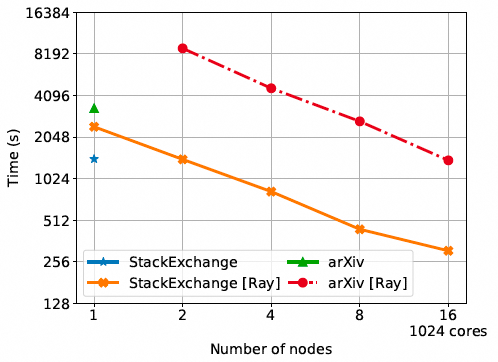 16384
8192
4096
2048
1024
512
256
128
Time (s)
StackExchange
StackExchange [Ray]
arXiv
arXiv [Ray]
1 2 4 8 16
1024 cores
Number of nodes